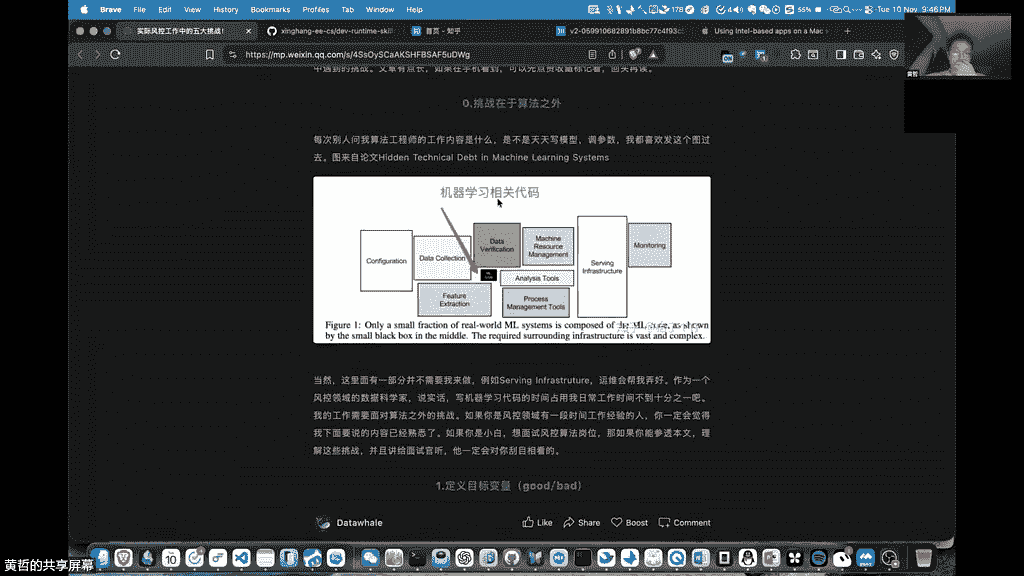 Brave File Edit View History Bookmarks Profiles Tab Window Help
178
55%
Tue 10 Nov 9:46 PM
实际风控工作中的五大挑战！
首页 - 知乎
Using Intel-based apps on a Mac
https://mp.weixin.qq.com/s/4SsOySCaAKSHFBSAF5uDWg
黄哲
0.挑战在于算法之外
每次别人问我算法工程师的工作内容是什么，是不是天天写模型，调参数，我都喜欢发这个图过
去。图来自论文Hidden Technical Debt in Machine Learning Systems
机器学习相关代码
Configuration
Data Collection
Data Verification
Machine Resource Management
Serving Infrastructure
Monitoring
Analysis Tools
Feature Extraction
Process Management Tools
Figure 1: Only a small fraction of real-world ML systems is composed of the ML code, as shown
by the small black box in the middle. The required surrounding infrastructure is vast and complex.
当然，这里面有一部分并不需要我来做，例如Serving Infrastruture，运维会帮我弄好。作为一个
风控领域的数据科学家，说实话，写机器学习代码的时间占用我日常工作时间不到十分之一吧。
我的工作需要面对算法之外的挑战。如果你是风控领域有一段时间工作经验的人，你一定会觉得
我下面要说的内容已经熟悉了。如果你是小白，想面试风控算法岗位，那如果你能参透本文，理
解这些挑战，并且讲给面试官听，他一定会对你刮目相看的。
1.定义目标变量（good/bad）
Datawhale
Like Share Boost Comment
黄哲的共享屏幕